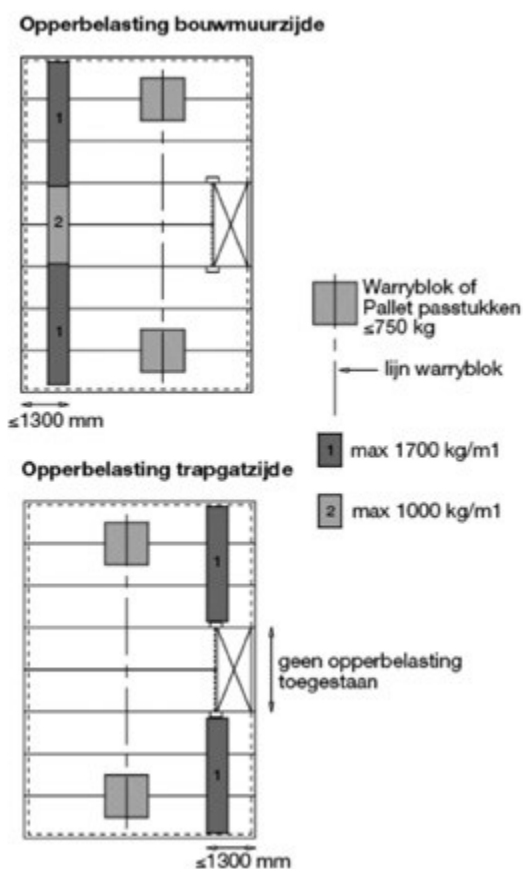 Opperbelasting bouwmuurzijde
1
2
1
≤1300 mm
Warryblok of
Pallet passtukken
≤750 kg
lijn warryblok
1 max 1700 kg/m1
2 max 1000 kg/m1
Opperbelasting trapgatzijde
1
geen opperbelasting
toegestaan
1
≤1300 mm